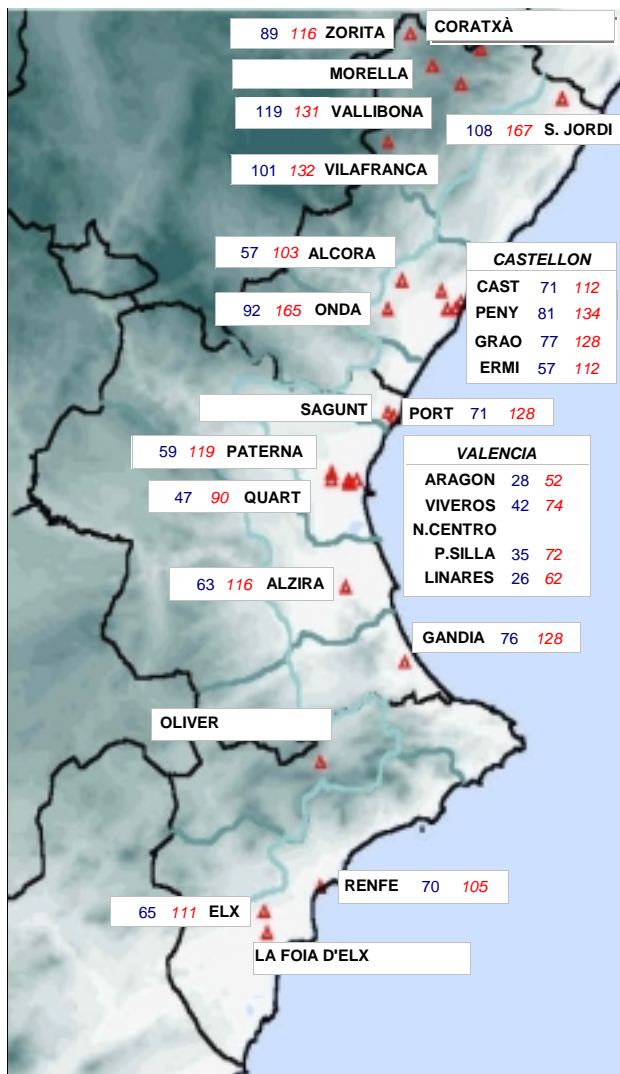 CORATXÀ
89 116 ZORITA
MORELLA
119 131 VALLIBONA
108 167 S. JORDI
101 132 VILAFRANCA
57 103 ALCORA
CASTELLON
CAST 71 112
PENY 81 134
GRAO 77 128
ERMI 57 112
92 165 ONDA
SAGUNT
PORT 71 128
59 119 PATERNA
47 90 QUART
VALENCIA
ARAGON 28 52
VIVEROS 42 74
N.CENTRO
P.SILLA 35 72
LINARES 26 62
63 116 ALZIRA
GANDIA 76 128
OLIVER
RENFE 70 105
65 111 ELX
LA FOIA D'ELX